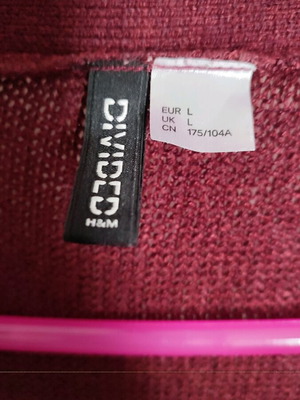 DIVIDED
H&M
EUR L
UK L
CN 175/104A